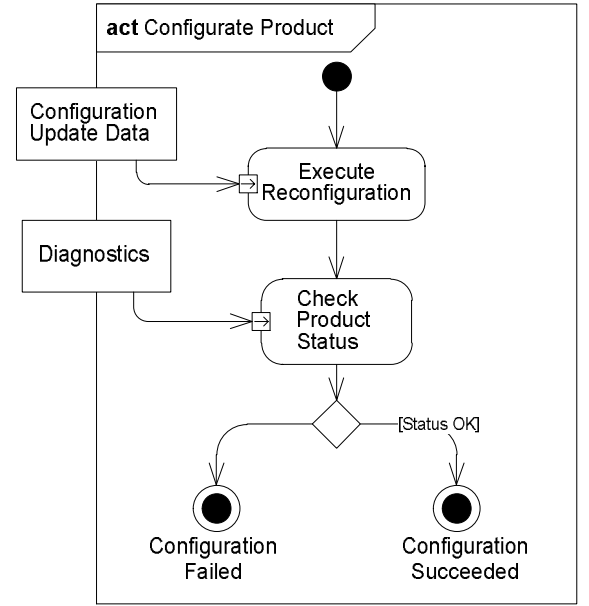 act Configurate Product
Configuration
Update Data
Execute
Reconfiguration
Diagnostics
Check
Product
Status
[Status OK]
Configuration
Failed
Configuration
Succeeded